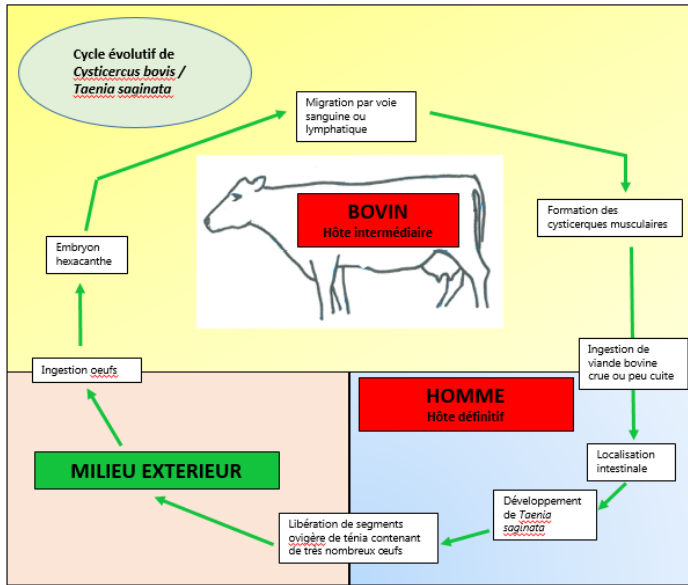 Cycle évolutif de
Cysticercus bovis /
Taenia saginata
Migration par voie
sanguine ou
lymphatique
BOVIN
Hôte intermédiaire
Formation des
cysticerques musculaires
Embryon
hexacanthe
Ingestion de
viande bovine
crue ou peu cuite
Ingestion oeufs
HOMME
Hôte définitif
MILIEU EXTERIEUR
Localisation
intestinale
Développement
de Taenia
saginata
Libération de segments
ovigère de ténia contenant
de très nombreux œufs